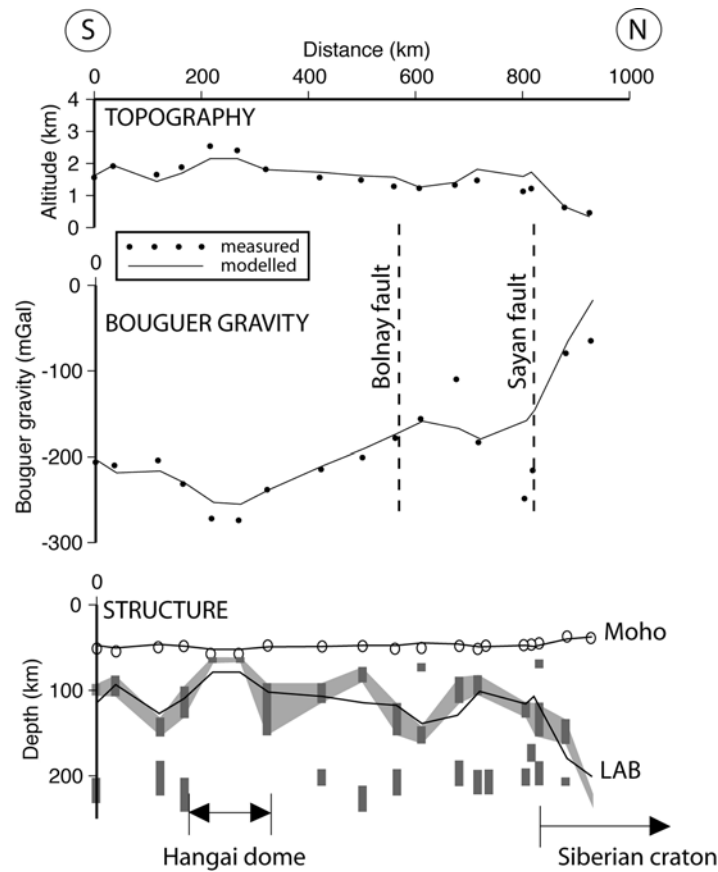 S
N
Distance (km)
0 200 400 600 800 1000
TOPOGRAPHY
Altitude (km)
4
3
2
1
0
measured
modelled
0
BOUGUER GRAVITY
Bouguer gravity (mGal)
0
-100
-200
-300
Bolnay fault
Sayan fault
0
STRUCTURE
Depth (km)
0
100
200
Moho
LAB
Hangai dome
Siberian craton